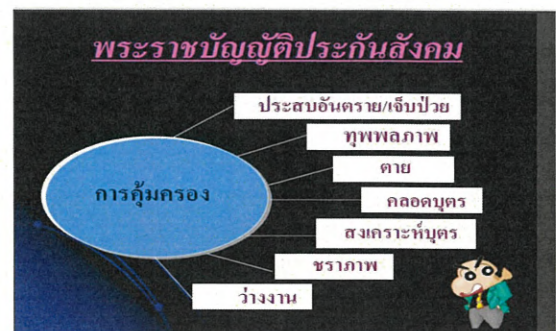 พระราชบัญญัติประกันสังคม
ประสบอันตราย/เจ็บป่วย
ทุพพลภาพ
ตาย
การคุ้มครอง
คลอดบุตร
สงเคราะห์บุตร
ชราภาพ
ว่างงาน